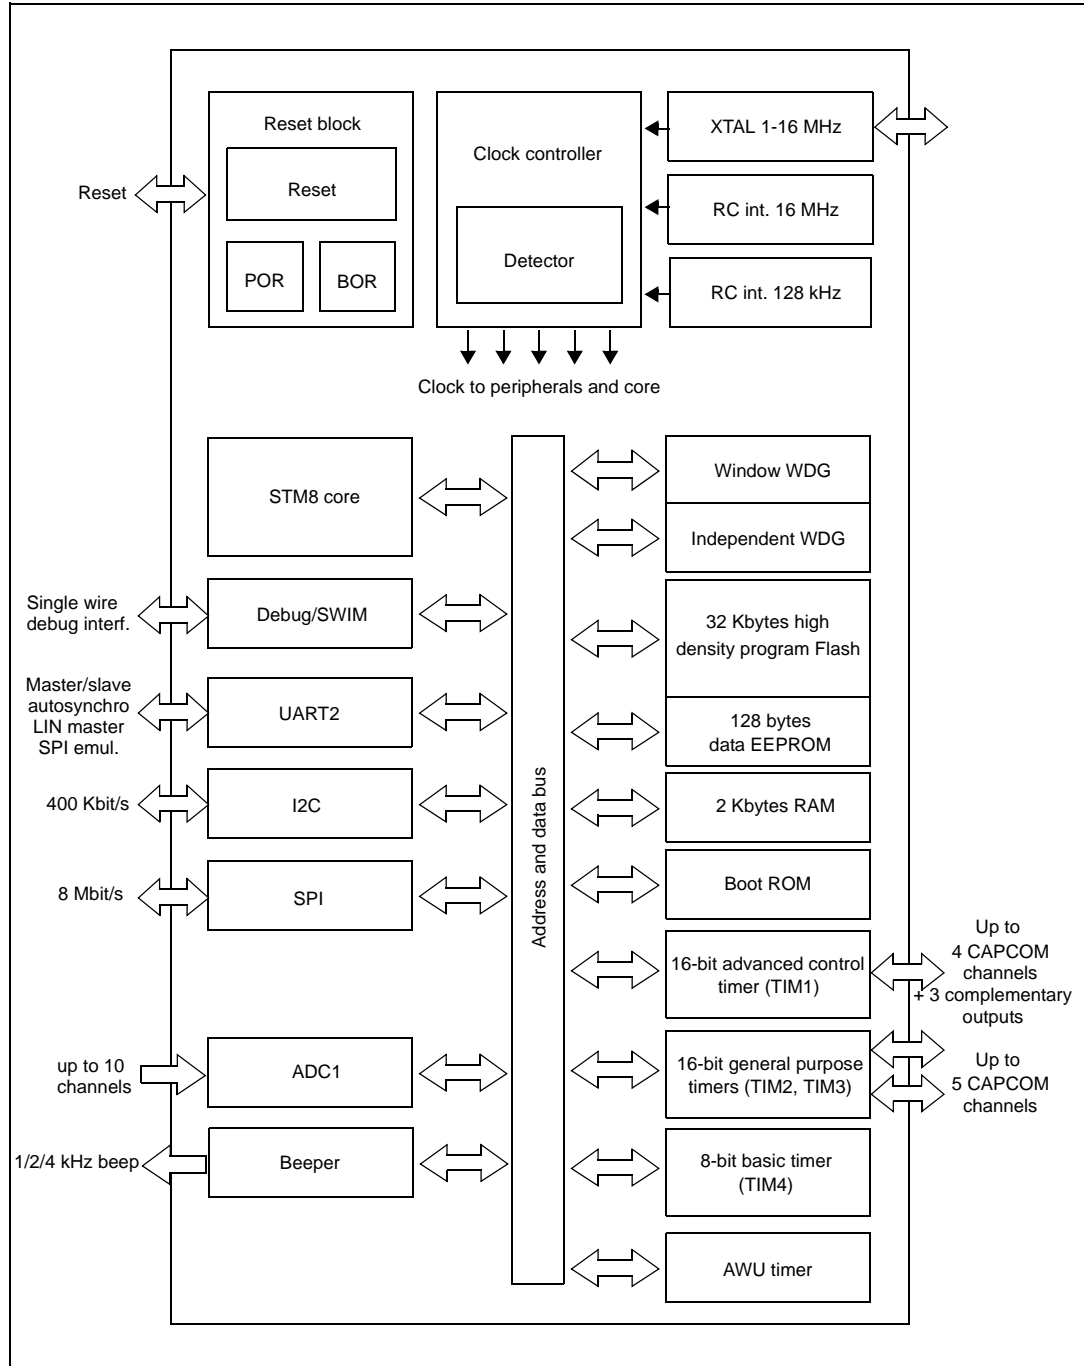 Reset block
Reset
POR
BOR
Reset
Clock controller
Detector
XTAL 1-16 MHz
RC int. 16 MHz
RC int. 128 kHz
Clock to peripherals and core
STM8 core
Single wire
debug interf.
Debug/SWIM
Master/slave
autosynchro
LIN master
SPI emul.
UART2
400 Kbit/s
I2C
8 Mbit/s
SPI
up to 10
channels
ADC1
1/2/4 kHz beep
Beeper
Address and data bus
Window WDG
Independent WDG
32 Kbytes high
density program Flash
128 bytes
data EEPROM
2 Kbytes RAM
Boot ROM
16-bit advanced control
timer (TIM1)
Up to
4 CAPCOM
channels
+ 3 complementary
outputs
16-bit general purpose
timers (TIM2, TIM3)
Up to
5 CAPCOM
channels
8-bit basic timer
(TIM4)
AWU timer